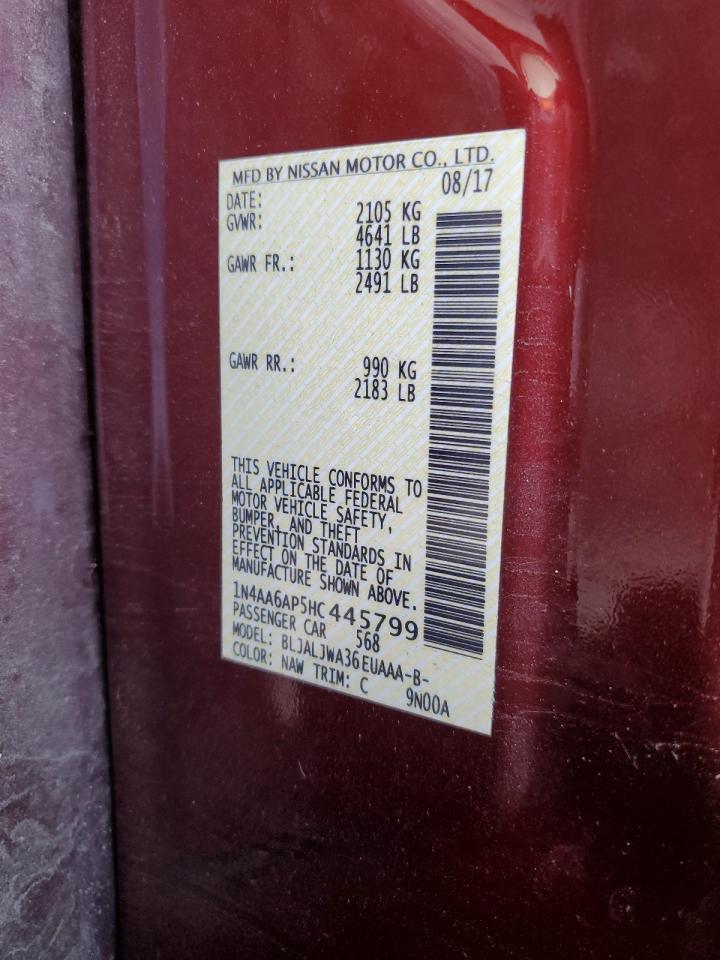 MFD BY NISSAN MOTOR CO., LTD.
DATE: 08/17
GVWR: 2105 KG
4641 LB
GAWR FR.: 1130 KG
2491 LB
GAWR RR.: 990 KG
2183 LB
THIS VEHICLE CONFORMS TO
ALL APPLICABLE FEDERAL
MOTOR VEHICLE SAFETY,
BUMPER, AND THEFT
PREVENTION STANDARDS IN
EFFECT ON THE DATE OF
MANUFACTURE SHOWN ABOVE.
1N4AA6AP5HC445799
PASSENGER CAR 568
MODEL: BLJALJWA36EUAAA-B-
COLOR: NAW TRIM: C 9N00A